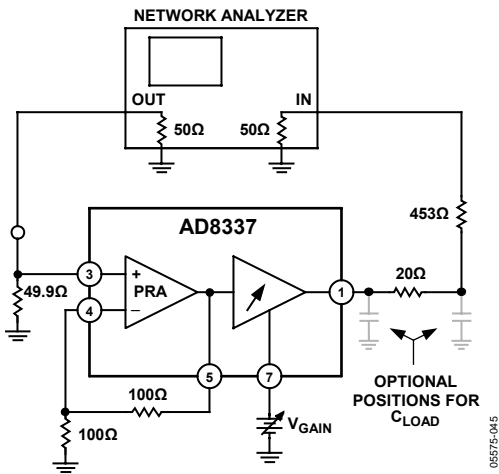 NETWORK ANALYZER
OUT
IN
50Ω
50Ω
453Ω
AD8337
49.9Ω
3
+
PRA
4
–
1
20Ω
5
7
100Ω
100Ω
VGAIN
OPTIONAL
POSITIONS FOR
CLOAD
05575-045